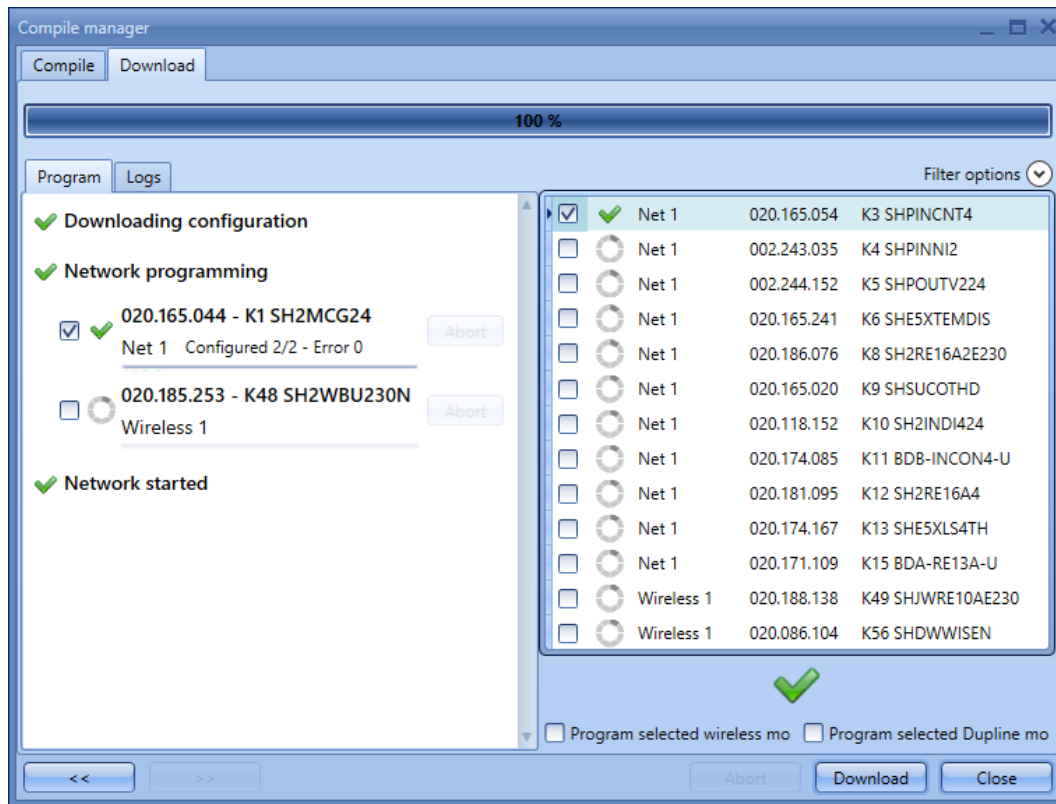 Compile manager
Compile Download
100 %
Program Logs
Filter options
Downloading configuration
Network programming
020.165.044 - K1 SH2MCG24
Net 1 Configured 2/2 - Error 0
Abort
020.185.253 - K48 SH2WBU230N
Wireless 1
Abort
Network started
Net 1 020.165.054 K3 SHPINCNT4
Net 1 002.243.035 K4 SHPINNI2
Net 1 002.244.152 K5 SHPOUTV224
Net 1 020.165.241 K6 SHE5XTEMDIS
Net 1 020.186.076 K8 SH2RE16A2E230
Net 1 020.165.020 K9 SHSUCOTHD
Net 1 020.118.152 K10 SH2INDI424
Net 1 020.174.085 K11 BDB-INCON4-U
Net 1 020.181.095 K12 SH2RE16A4
Net 1 020.174.167 K13 SHE5XLS4TH
Net 1 020.171.109 K15 BDA-RE13A-U
Wireless 1 020.188.138 K49 SHJWRE10AE230
Wireless 1 020.086.104 K56 SHDWWISEN
Program selected wireless mo Program selected Dupline mo
<< >> Abort Download Close